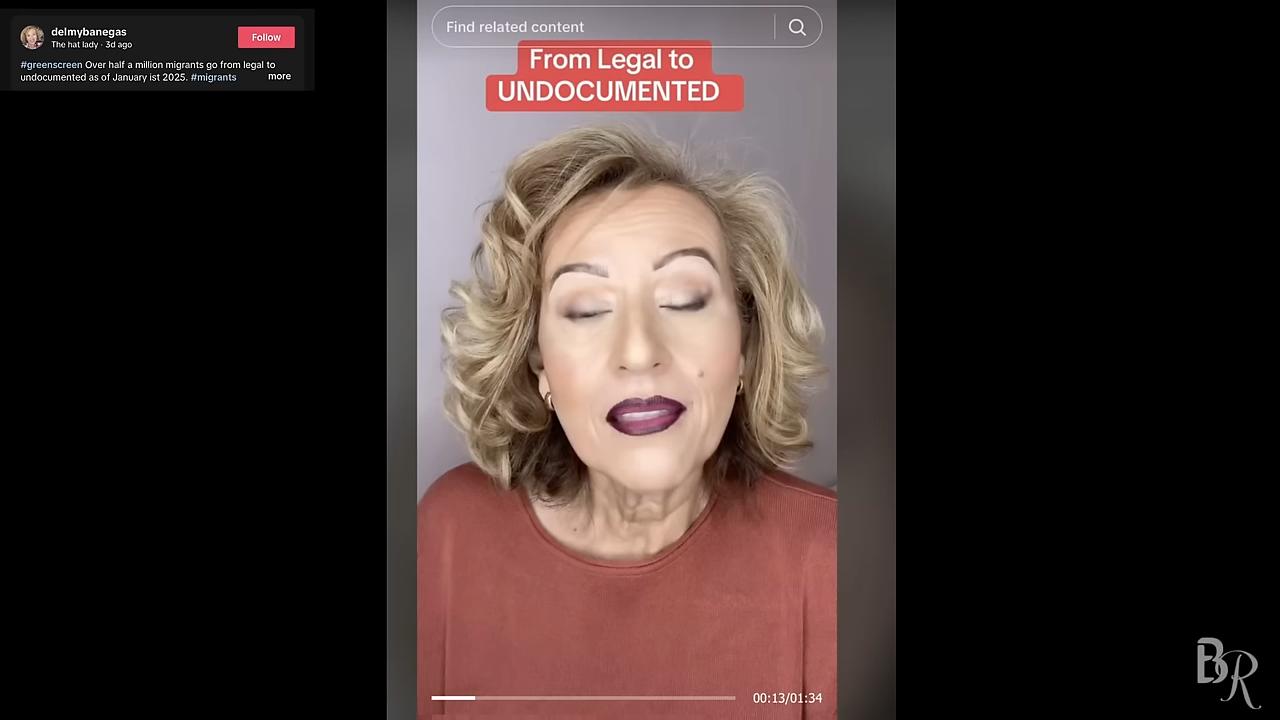 delmybanegas
The hat lady · 3d ago
Follow
#greenscreen Over half a million migrants go from legal to
undocumented as of January ist 2025. #migrants
more
Find related content
From Legal to
UNDOCUMENTED
00:13/01:34
BR